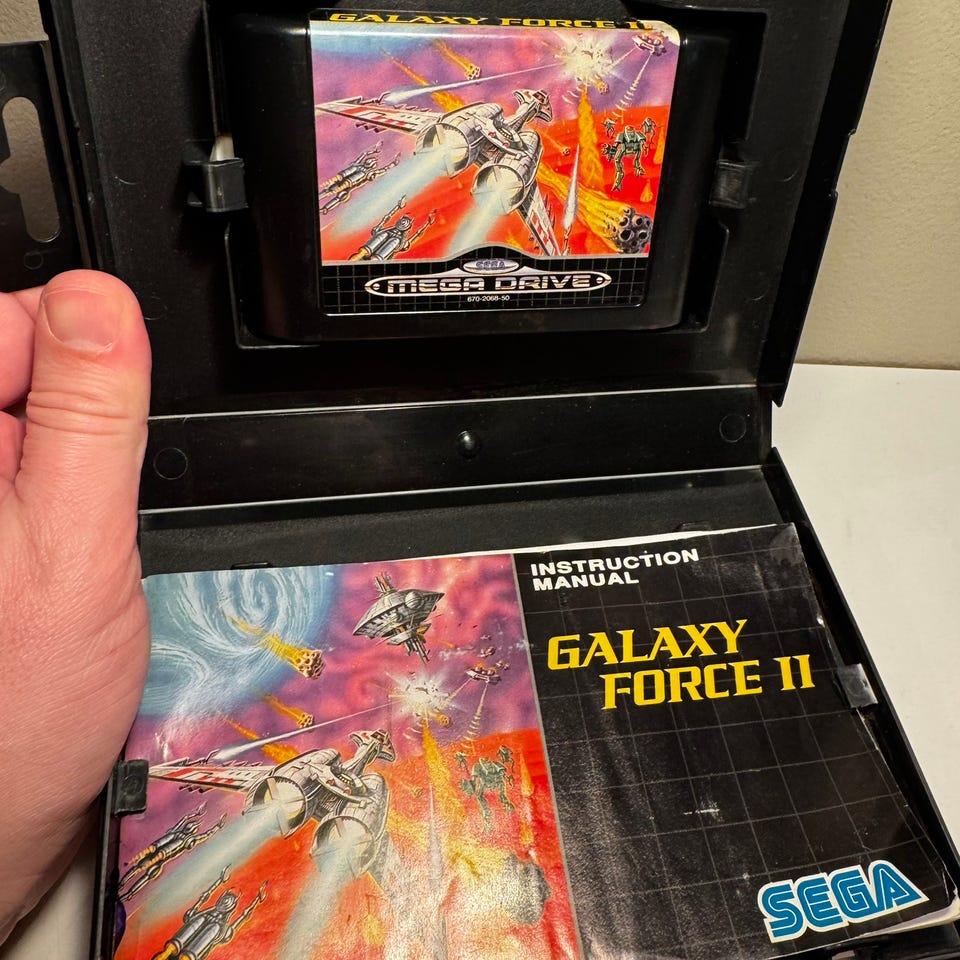 GALAXY FORCE II
SEGA
MEGA DRIVE
670-2068-50
INSTRUCTION
MANUAL
GALAXY
FORCE II
SEGA